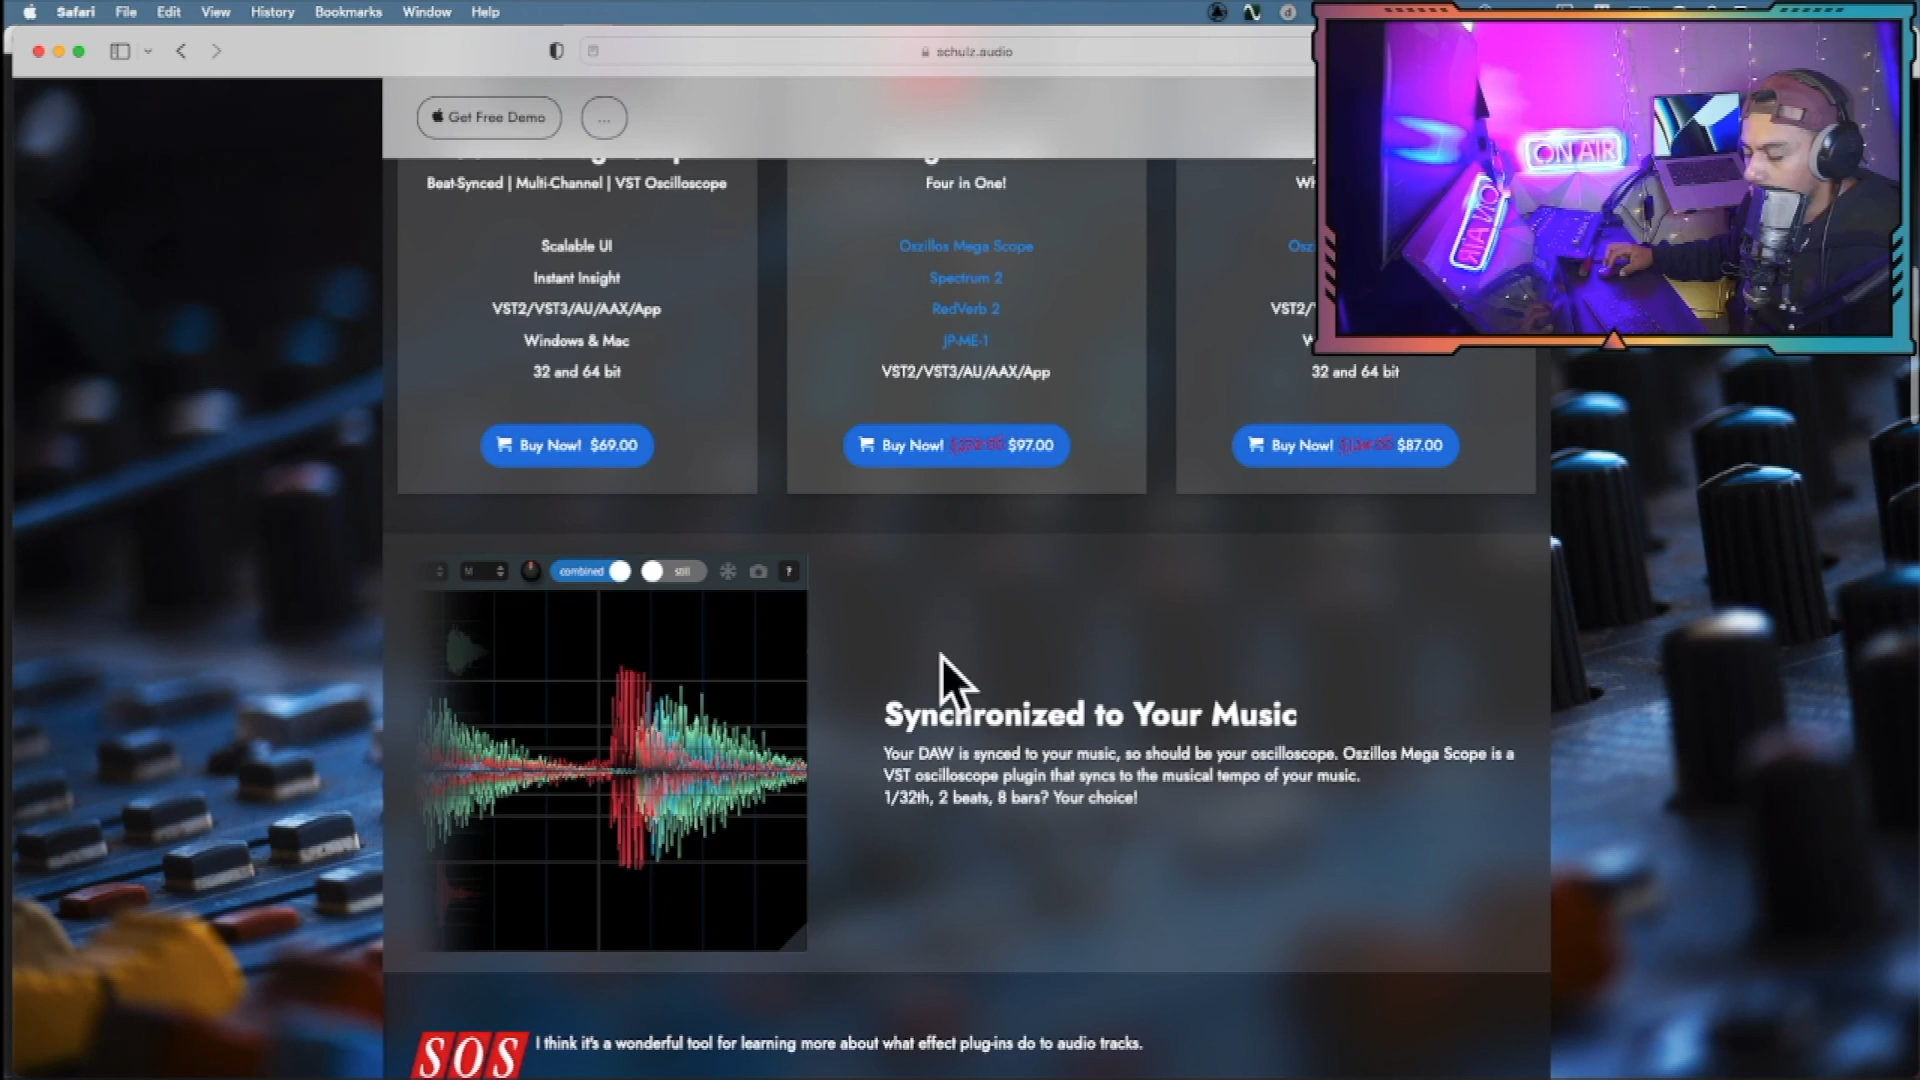 Safari File Edit View History Bookmarks Window Help
schulz.audio
Get Free Demo
...
Beat-Synced | Multi-Channel | VST Oscilloscope
Scalable UI
Instant Insight
VST2/VST3/AU/AAX/App
Windows & Mac
32 and 64 bit
Buy Now! $69.00
Four in One!
Oszillos Mega Scope
Spectrum 2
RedVerb 2
JP-ME-1
VST2/VST3/AU/AAX/App
Buy Now! $97.00
32 and 64 bit
Buy Now! $87.00
ON AIR
ON AIR
M combined still ?
Synchronized to Your Music
Your DAW is synced to your music, so should be your oscilloscope. Oszillos Mega Scope is a
VST oscilloscope plugin that syncs to the musical tempo of your music.
1/32th, 2 beats, 8 bars? Your choice!
SOS I think it's a wonderful tool for learning more about what effect plug-ins do to audio tracks.